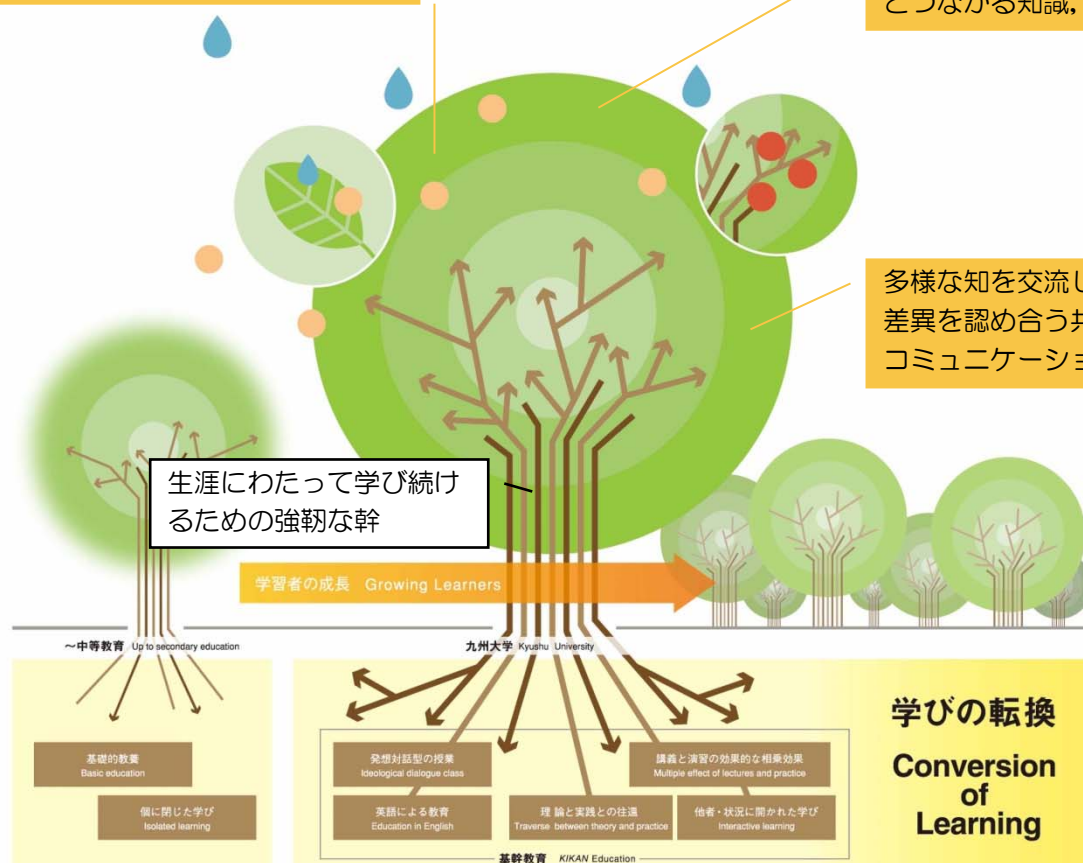 とつながる知識,
多様な知を交流し
差異を認め合う共
コミュニケーショ
生涯にわたって学び続け
るための強靭な幹
学習者の成長 Growing Learners
～中等教育 Up to secondary education
九州大学 Kyushu University
学びの転換
Conversion
of
Learning
基礎的教養
Basic education
個に閉じた学び
Isolated learning
発想対話型の授業
Ideological dialogue class
講義と演習の効果的な相乗効果
Multiple effect of lectures and practice
英語による教育
Education in English
理論と実践との往還
Traverse between theory and practice
他者・状況に開かれた学び
Interactive learning
基幹教育 KIKAN Education